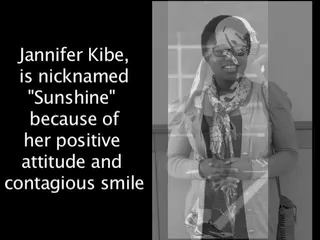 Jannifer Kibe,
is nicknamed
"Sunshine"
because of
her positive
attitude and
contagious smile